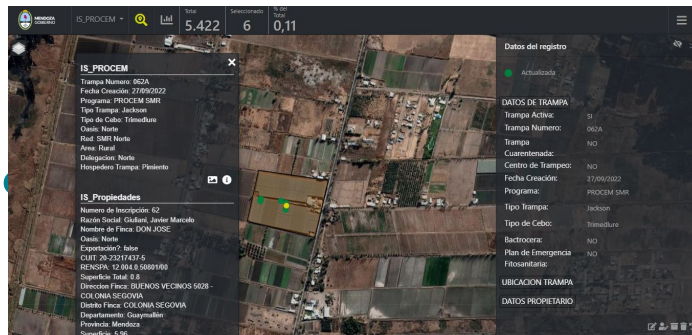 MENDOZA
GOBIERNO
IS_PROCEM
Total
5.422
Seleccionado
6
% del
Total
0,11
IS_PROCEM
Trampa Numero: 062A
Fecha Creación: 27/09/2022
Programa: PROCEM SMR
Tipo Trampa: Jackson
Tipo de Cebo: Trimedlure
Oasis: Norte
Red: SMR Norte
Area: Rural
Delegacion: Norte
Hospedero Trampa: Pimiento
IS_Propiedades
Numero de Inscripción: 62
Razón Social: Giuliani, Javier
Marcelo
Nombre de Finca: DON JOSE
Oasis: Norte
Exportación?: false
CUIT: 20-23217437-5
RENSPA: 12.004.0.50801/00
Superficie Total: 0.8
Direccion Finca: BUENOS VECINOS 5028 -
COLONIA SEGOVIA
Distrito Finca: COLONIA SEGOVIA
Departamento: Guaymallén
Provincia: Mendoza
Superficie: 5.96
Datos del registro
Actualizada
DATOS DE TRAMPA
Trampa Activa: SI
Trampa Numero: 062A
Trampa NO
Cuarentenada:
Centro de Trampeo: NO
Fecha Creación: 27/09/2022
Programa: PROCEM SMR
Tipo Trampa: Jackson
Tipo de Cebo: Trimedlure
Bactrocera: NO
Plan de Emergencia NO
Fitosanitaria:
UBICACION TRAMPA
DATOS PROPIETARIO